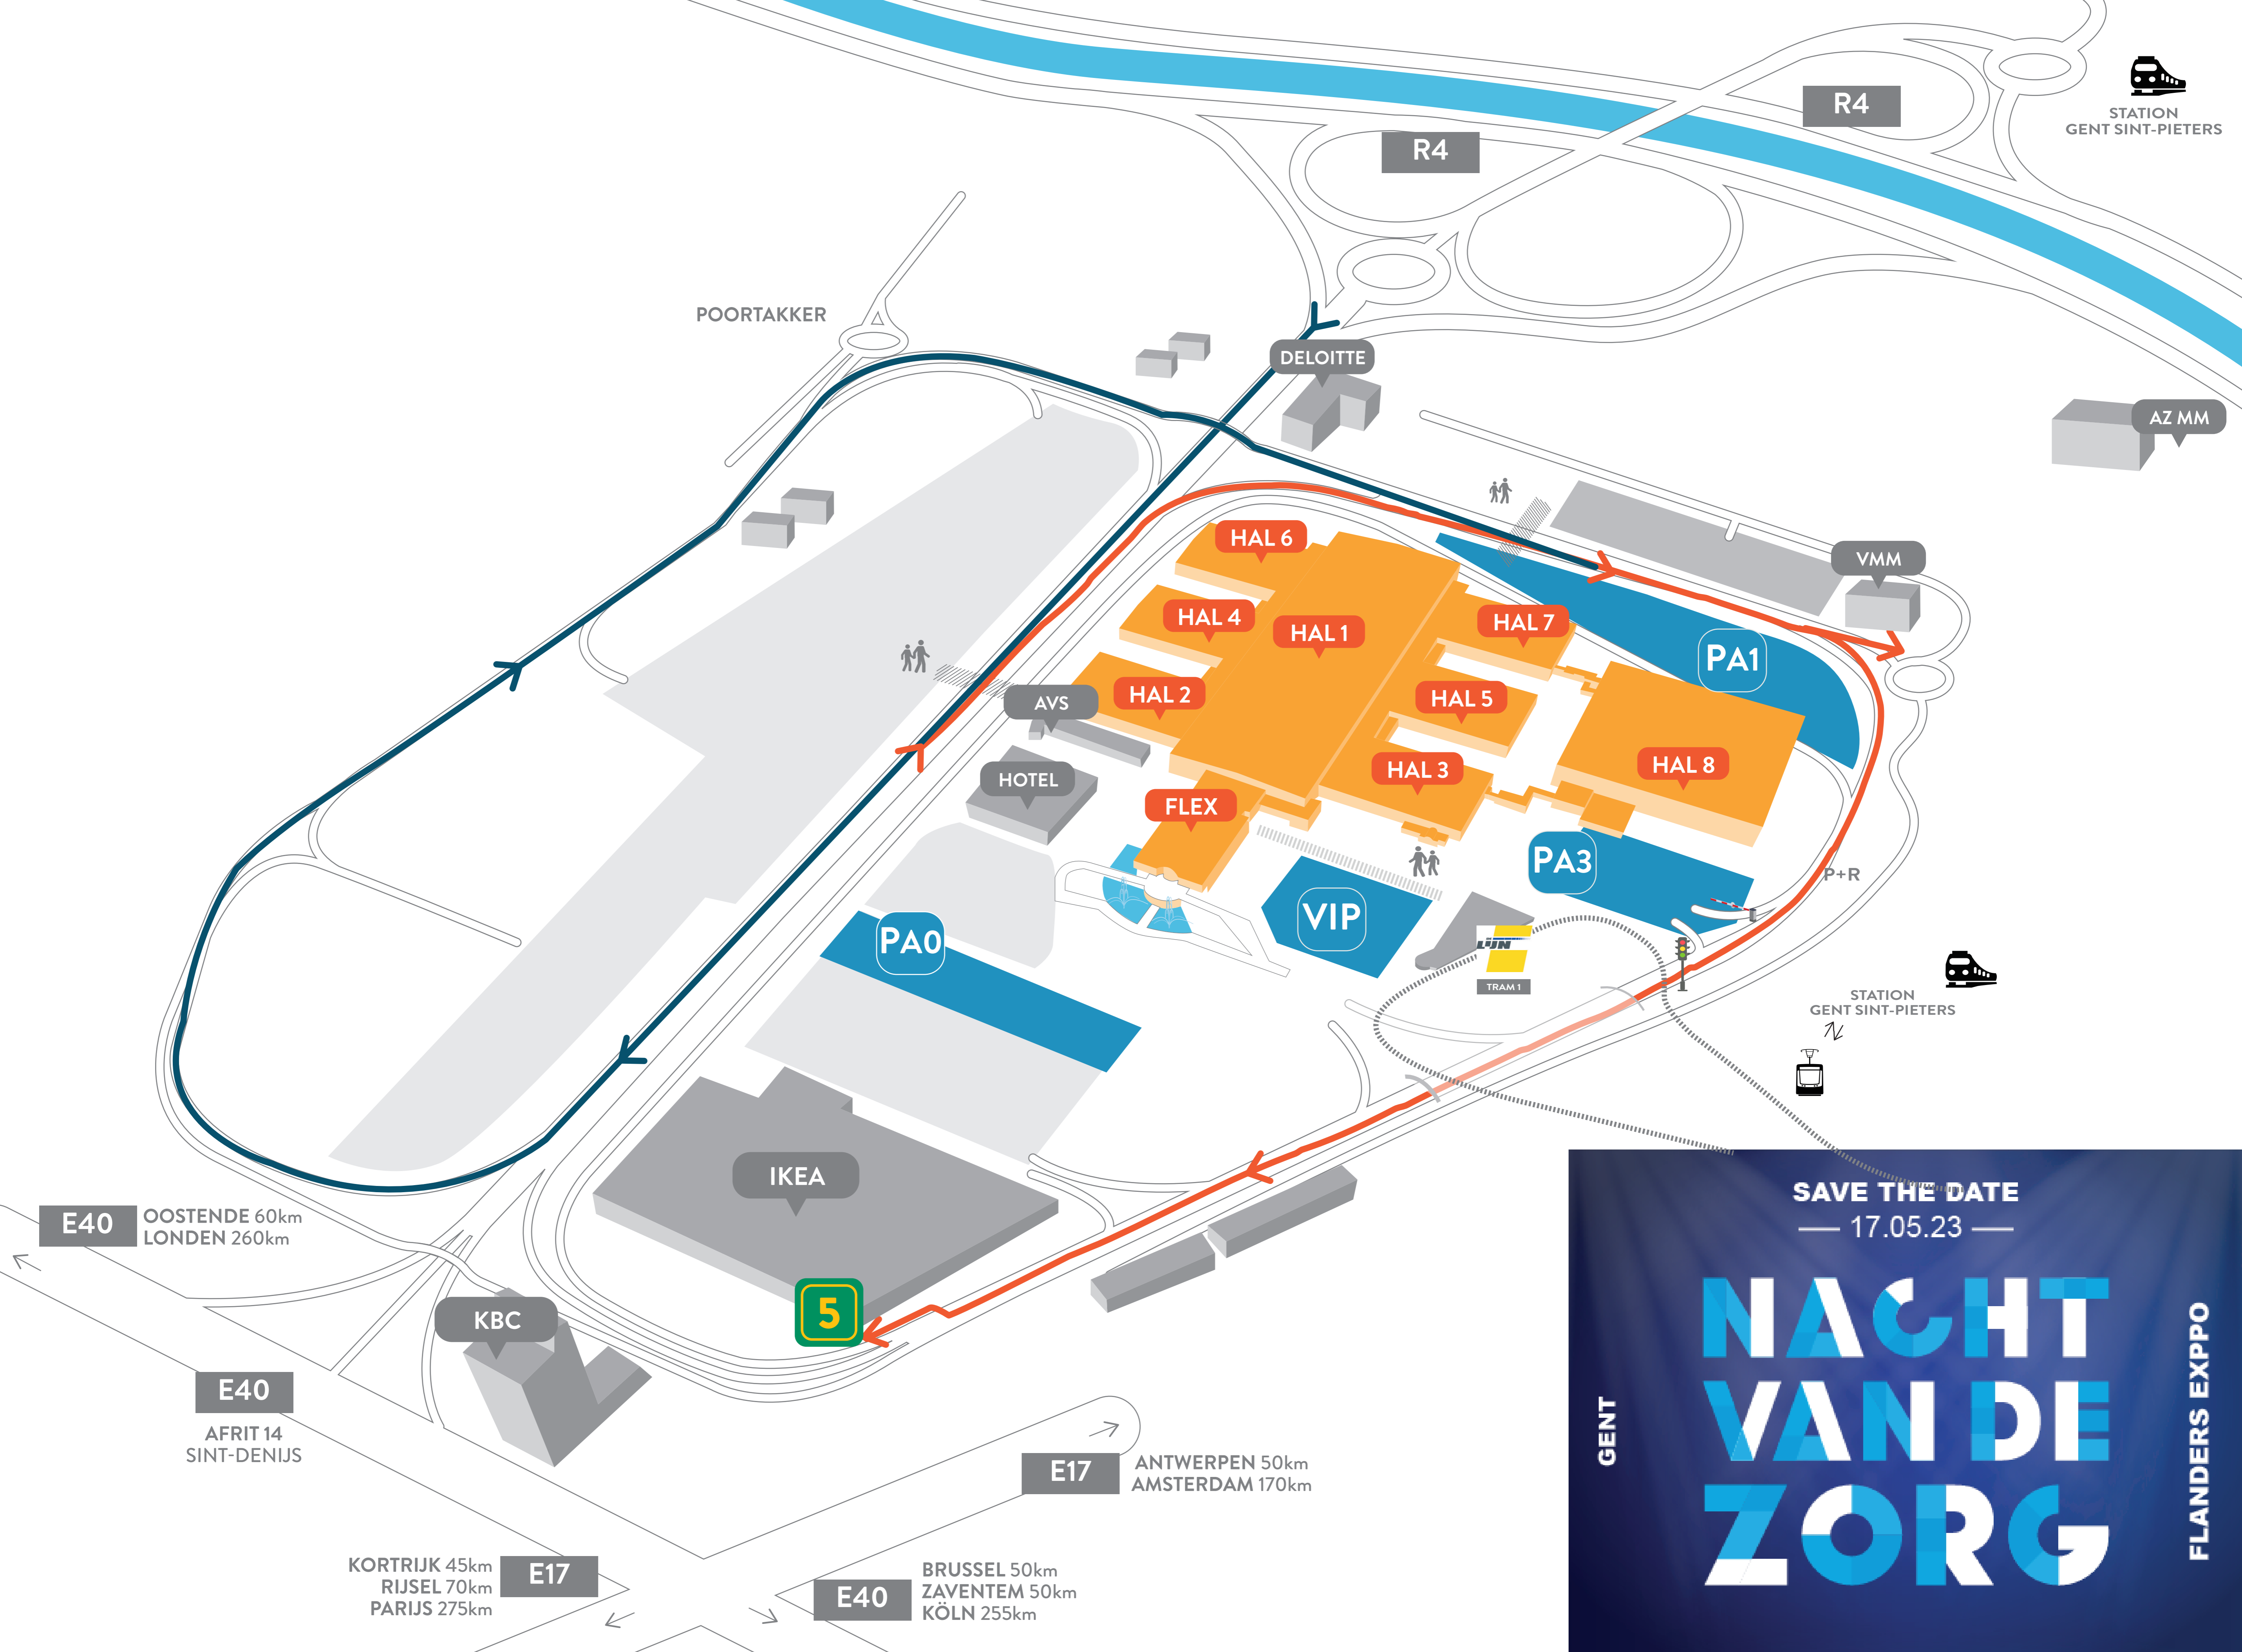 STATION
GENT SINT-PIETERS
R4
R4
POORTAKKER
DELOITTE
AZ MM
HAL 6
VMM
HAL 4
HAL 1
HAL 7
PA1
HAL 2
HAL 5
AVS
HAL 3
HAL 8
HOTEL
FLEX
PA3
P+R
VIP
PA0
LIJN
TRAM 1
STATION
GENT SINT-PIETERS
IKEA
E40
OOSTENDE 60km
LONDEN 260km
5
KBC
E40
AFRIT 14
SINT-DENIJS
E17
ANTWERPEN 50km
AMSTERDAM 170km
KORTRIJK 45km
RIJSEL 70km
PARIJS 275km
E17
E40
BRUSSEL 50km
ZAVENTEM 50km
KÖLN 255km
SAVE THE DATE
17.05.23
NACHT
VAN DE
ZORG
GENT
FLANDERS EXPPO